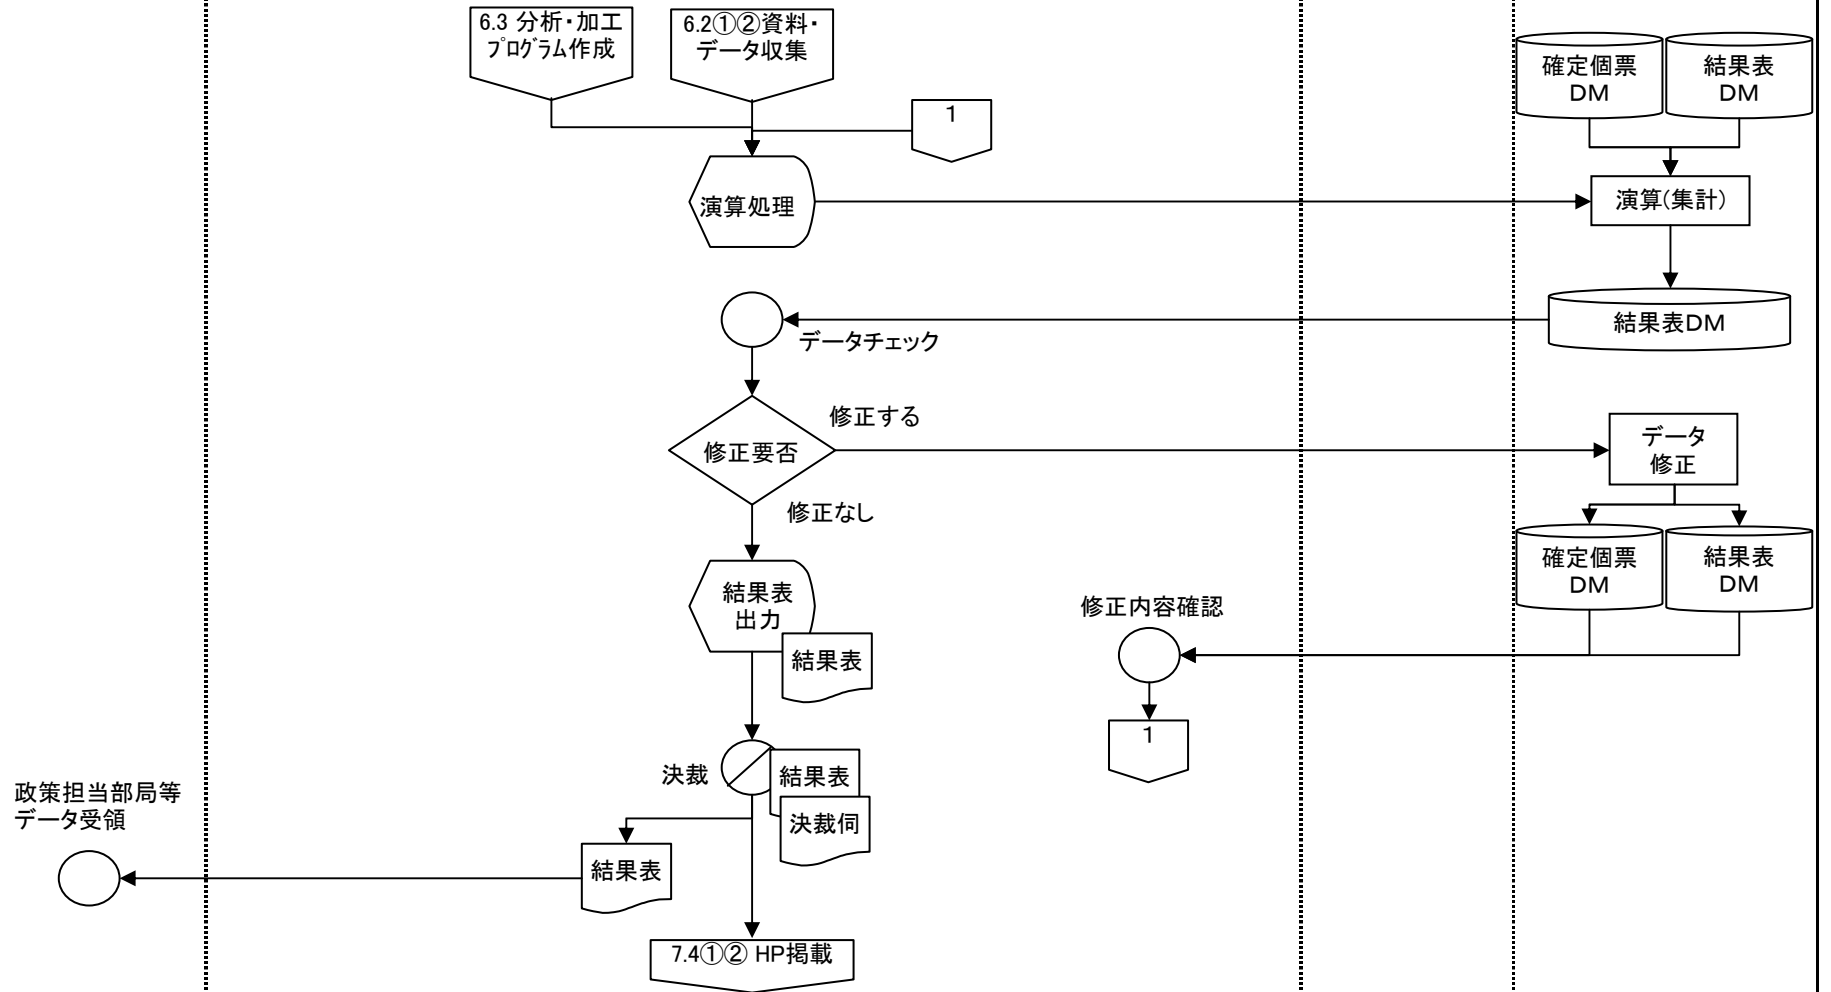 6.3 分析・加工
プログラム作成
6.2①②資料・
データ収集
1
確定個票
DM
結果表
DM
演算処理
演算(集計)
結果表DM
データチェック
修正する
修正要否
データ
修正
修正なし
確定個票
DM
結果表
DM
結果表
出力
結果表
修正内容確認
1
決裁
結果表
決裁伺
政策担当部局等
データ受領
結果表
7.4①② HP掲載